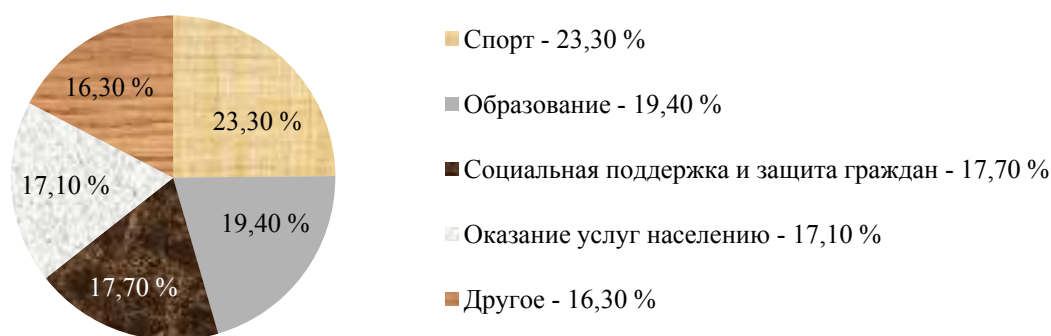 16,30 %
23,30 %
17,10 %
19,40 %
17,70 %
Спорт - 23,30 %
Образование - 19,40 %
Социальная поддержка и защита граждан - 17,70 %
Оказание услуг населению - 17,10 %
Другое - 16,30 %